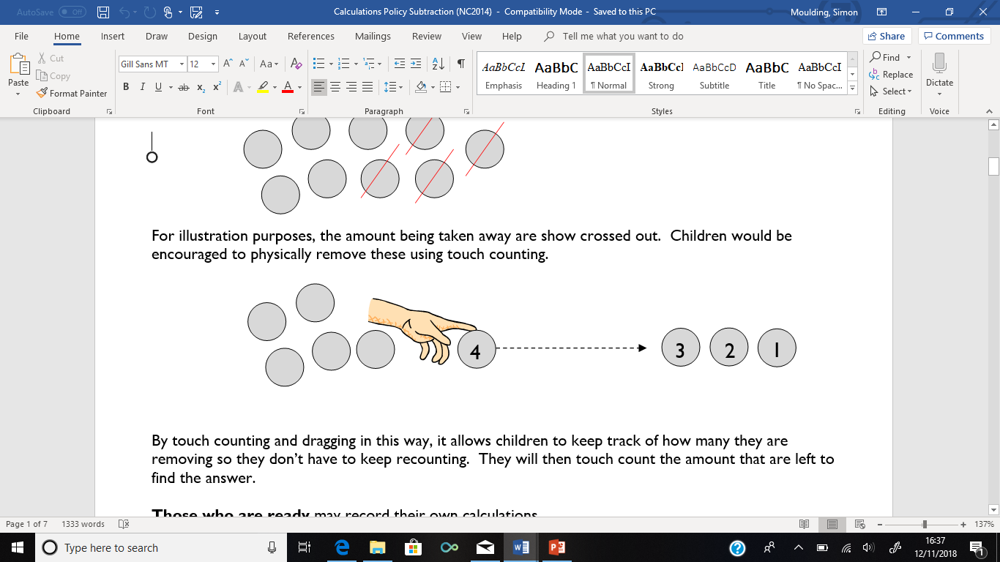 AutoSave Off
Calculations Policy Subtraction (NC2014) - Compatibility Mode - Saved to this PC
Moulding, Simon
File Home Insert Draw Design Layout References Mailings Review View Help Tell me what you want to do
Share Comments
Paste
Cut
Copy
Format Painter
Clipboard
Gill Sans MT 12
Font
Paragraph
AaBbCcI AaBbC AaBbCcI AaBbCcI AaBbCcD AaBbC AaBbCcI
Emphasis Heading 1 ¶ Normal Strong Subtitle Title ¶ No Spac...
Styles
Find
Replace
Select
Editing
Dictate
Voice
For illustration purposes, the amount being taken away are show crossed out. Children would be
encouraged to physically remove these using touch counting.
4 3 2 1
By touch counting and dragging in this way, it allows children to keep track of how many they are
removing so they don’t have to keep recounting. They will then touch count the amount that are left to
find the answer.
Those who are ready may record their own calculations.
Page 1 of 7 1333 words
137%
Type here to search
16:37
12/11/2018